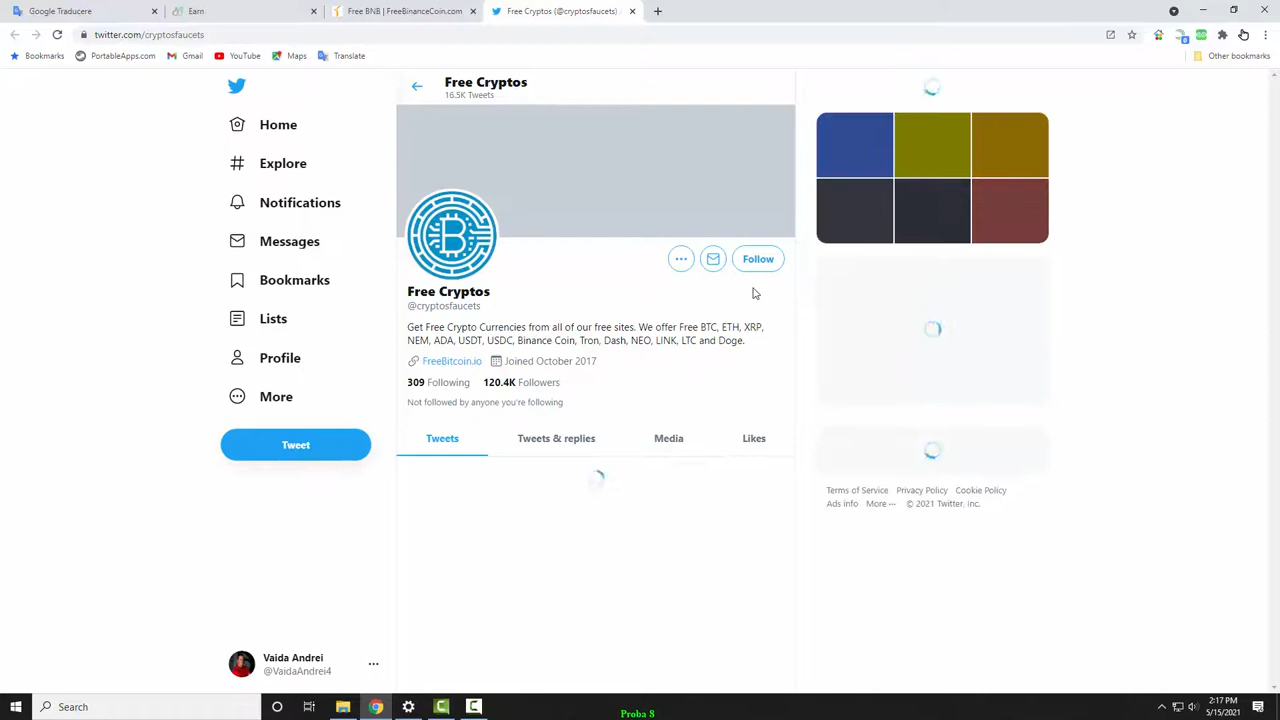 Google Traducere
Earn
Free BNB | FreeBinanceCoin.com
Free Cryptos (@cryptosfaucets)
twitter.com/cryptosfaucets
Bookmarks
PortableApps.com
Gmail
YouTube
Maps
Translate
Other bookmarks
Home
Explore
Notifications
Messages
Bookmarks
Lists
Profile
More
Tweet
Vaida Andrei
@VaidaAndrei4
Free Cryptos
16.5K Tweets
Follow
Free Cryptos
@cryptosfaucets
Get Free Crypto Currencies from all of our free sites. We offer Free BTC, ETH, XRP,
NEM, ADA, USDT, USDC, Binance Coin, Tron, Dash, NEO, LINK, LTC and Doge.
FreeBitcoin.io Joined October 2017
309 Following 120.4K Followers
Not followed by anyone you're following
Tweets Tweets & replies Media Likes
Terms of Service Privacy Policy Cookie Policy
Ads info More ··· © 2021 Twitter, Inc.
Search
Proba S
2:17 PM
5/15/2021